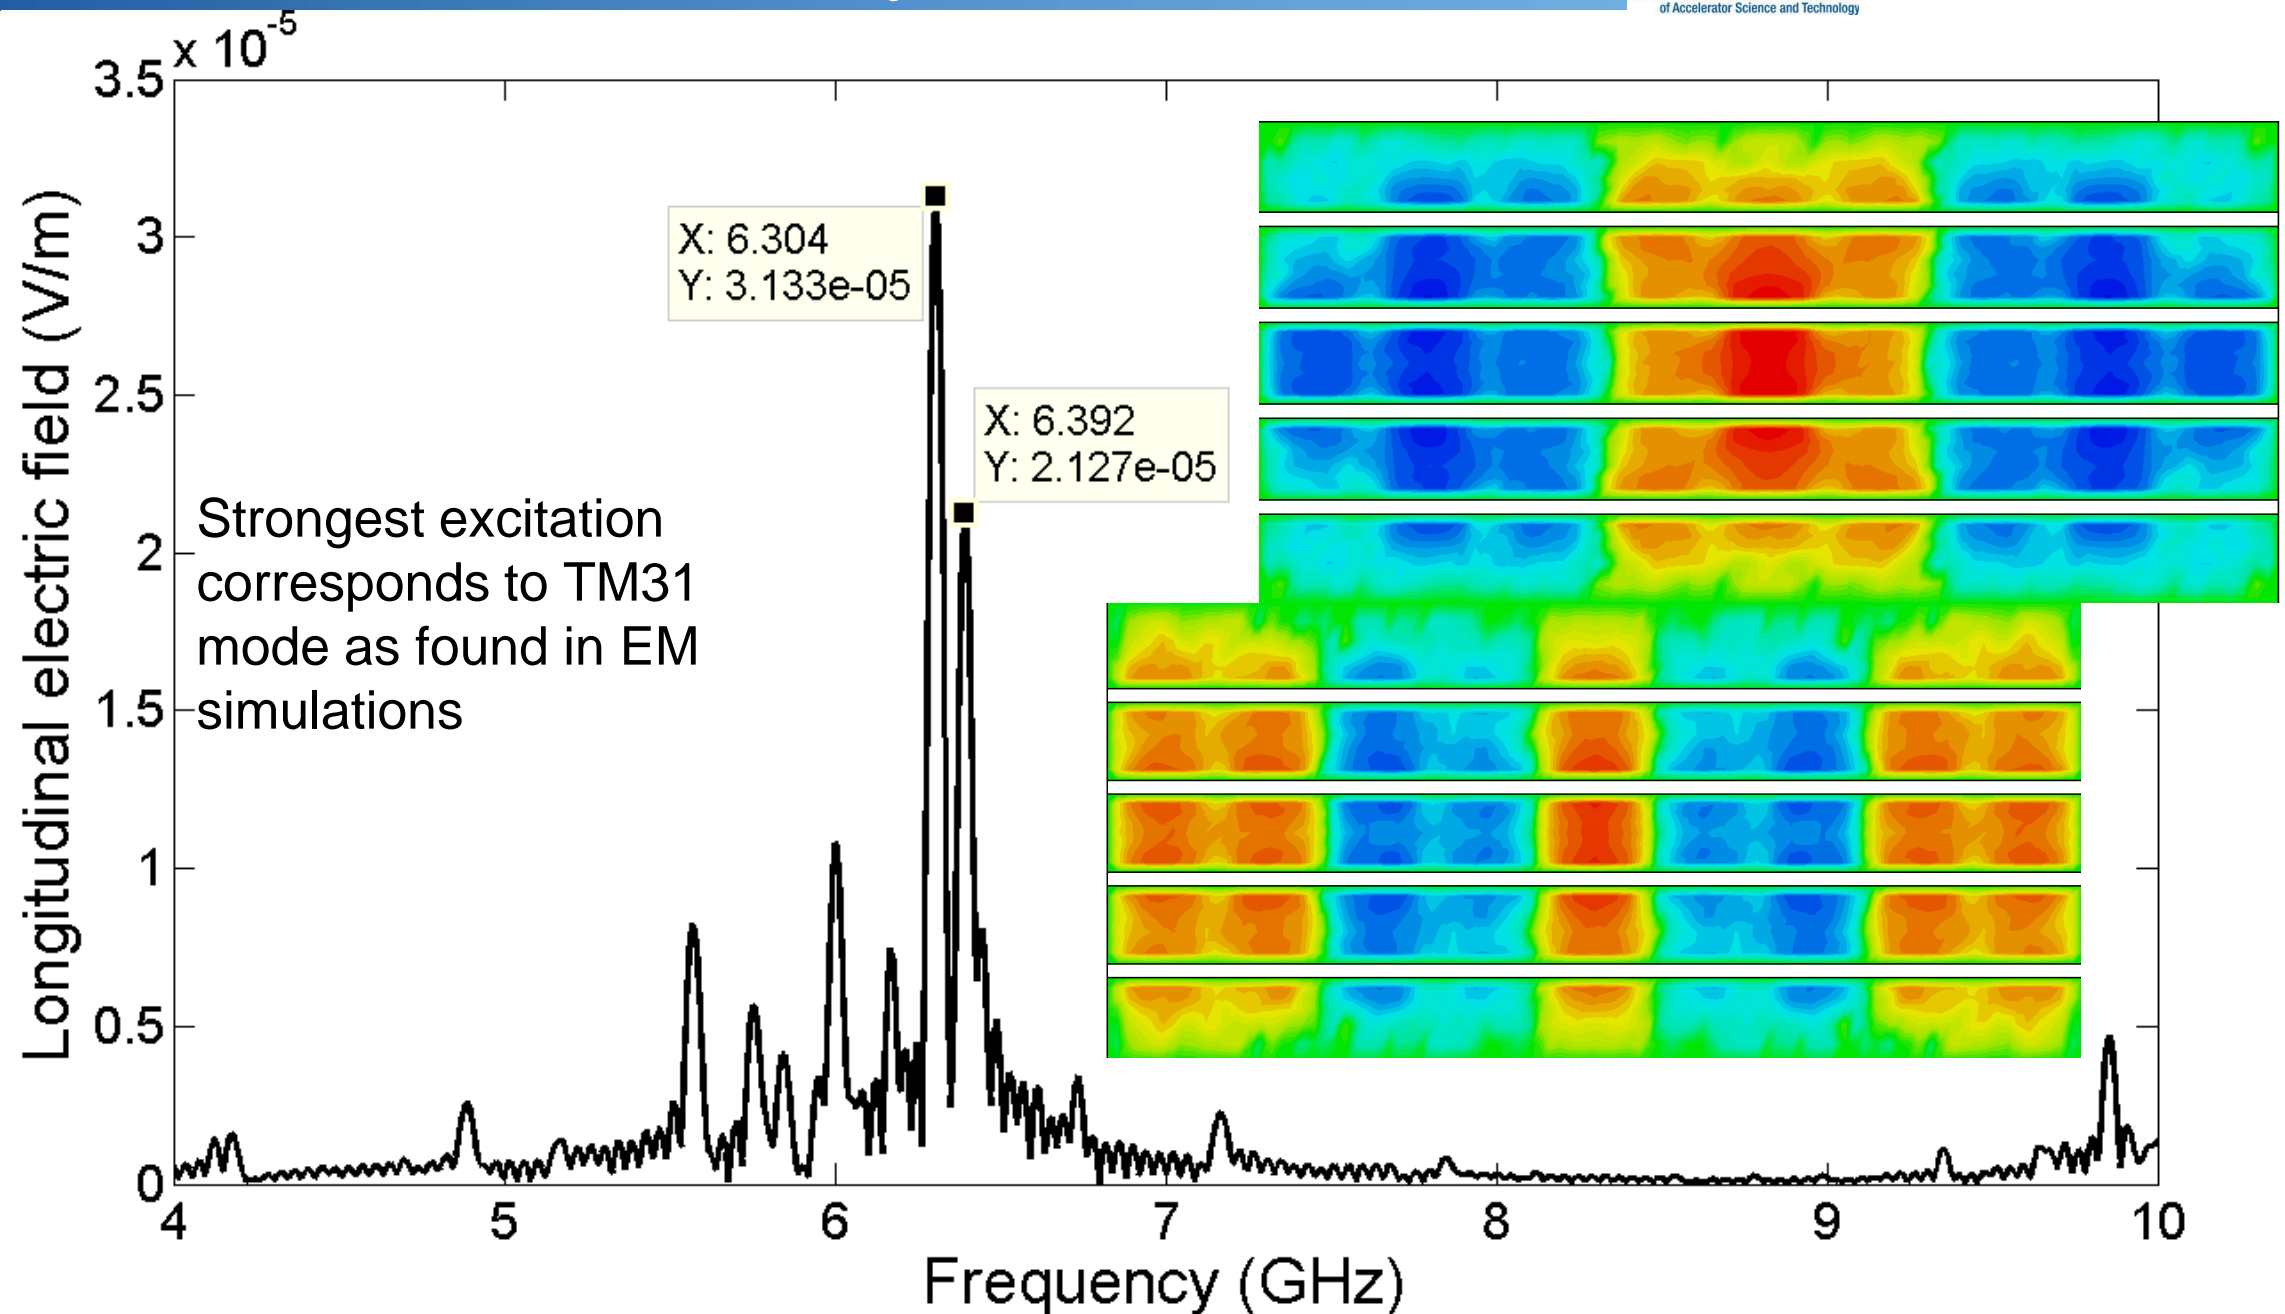 of Accelerator Science and Technology
x 10^-5
3.5
3
2.5
2
1.5
1
0.5
0
Longitudinal electric field (V/m)
X: 6.304
Y: 3.133e-05
X: 6.392
Y: 2.127e-05
Strongest excitation
corresponds to TM31
mode as found in EM
simulations
4 5 6 7 8 9 10
Frequency (GHz)